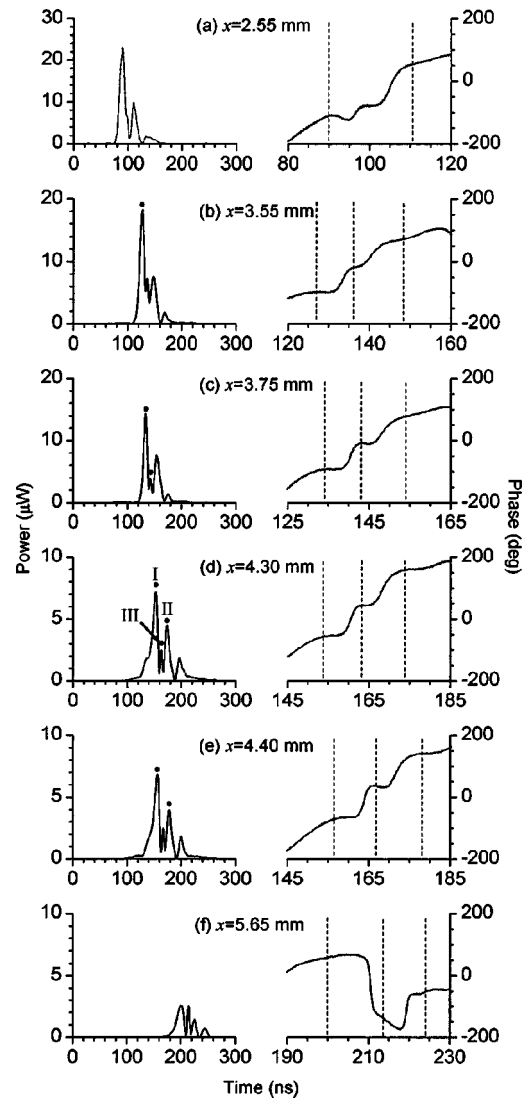 (a) x=2.55 mm
30 20 10 0
200 100 0 -100 -200
0 100 200 300 80 100 120
(b) x=3.55 mm
20 10 0
200 0 -200
0 100 200 300 120 140 160
(c) x=3.75 mm
20 10 0
200 0 -200
0 100 200 300 125 145 165
Power (μW)
Phase (deg)
(d) x=4.30 mm
I
III II
10 5 0
200 0 -200
0 100 200 300 145 165 185
(e) x=4.40 mm
10 5 0
200 0 -200
0 100 200 300 145 165 185
(f) x=5.65 mm
10 5 0
200 0 -200
0 100 200 300 190 210 230
Time (ns) Time (ns)